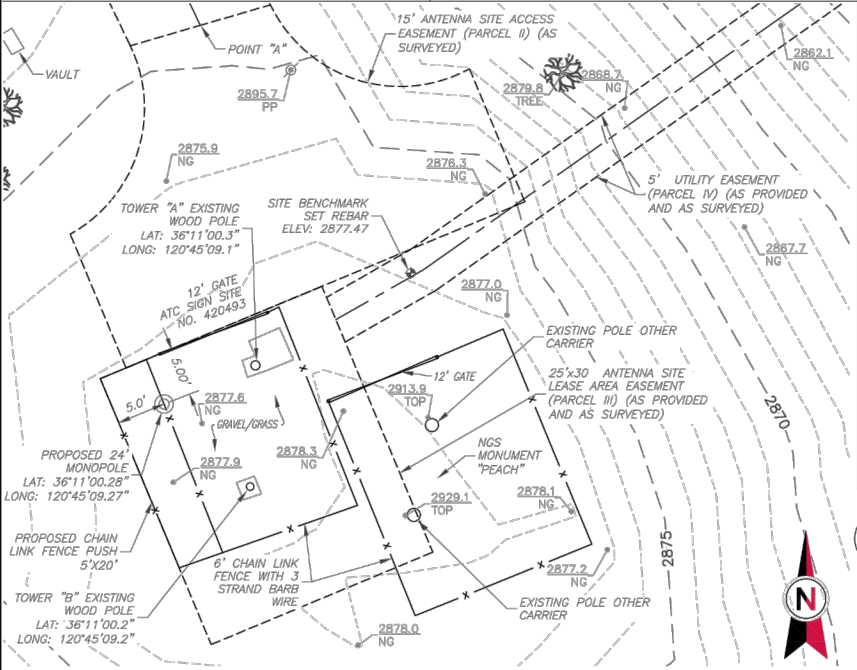 15' ANTENNA SITE ACCESS
EASEMENT (PARCEL II) (AS
SURVEYED)
POINT "A"
VAULT
2862.1
NG
2868.7
NG
2879.8
TREE
2895.7
PP
2875.9
NG
2876.3
NG
5' UTILITY EASEMENT
(PARCEL IV) (AS PROVIDED
AND AS SURVEYED)
TOWER "A" EXISTING
WOOD POLE
LAT: 36°11'00.3"
LONG: 120°45'09.1"
SITE BENCHMARK
SET REBAR
ELEV: 2877.47
2867.7
NG
2877.0
NG
12' GATE
ATC SIGN SITE
NO. 420493
EXISTING POLE OTHER
CARRIER
12' GATE
25'x30 ANTENNA SITE
LEASE AREA EASEMENT
(PARCEL III) (AS PROVIDED
AND AS SURVEYED)
5.00'
5.0'
2877.6
NG
GRAVEL/GRASS
2913.9
TOP
2870
NGS
MONUMENT
"PEACH"
2878.3
NG
2877.9
NG
PROPOSED 24'
MONOPOLE
LAT: 36°11'00.28"
LONG: 120°45'09.27"
2929.1
TOP
2878.1
NG
PROPOSED CHAIN
LINK FENCE PUSH
5'X20'
6' CHAIN LINK
FENCE WITH 3
STRAND BARB
WIRE
2875
2877.2
NG
TOWER "B" EXISTING
WOOD POLE
LAT: 36°11'00.2"
LONG: 120°45'09.2"
EXISTING POLE OTHER
CARRIER
2878.0
NG
N